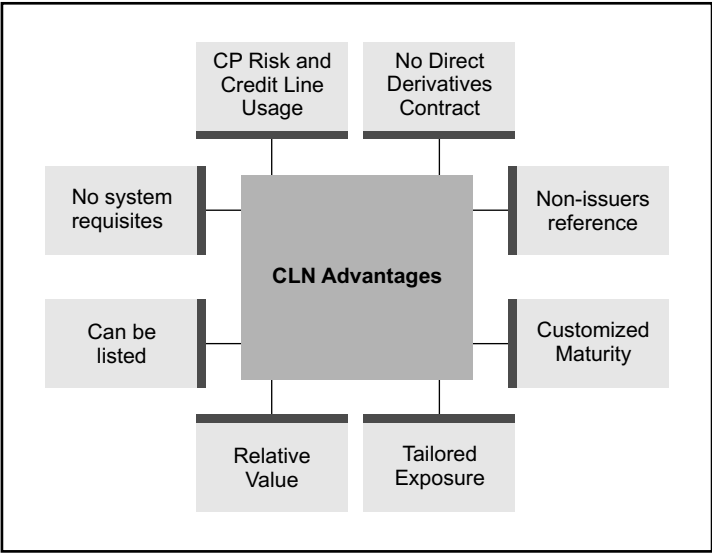 CP Risk and
Credit Line
Usage
No Direct
Derivatives
Contract
No system
requisites
Non-issuers
reference
CLN Advantages
Can be
listed
Customized
Maturity
Relative
Value
Tailored
Exposure